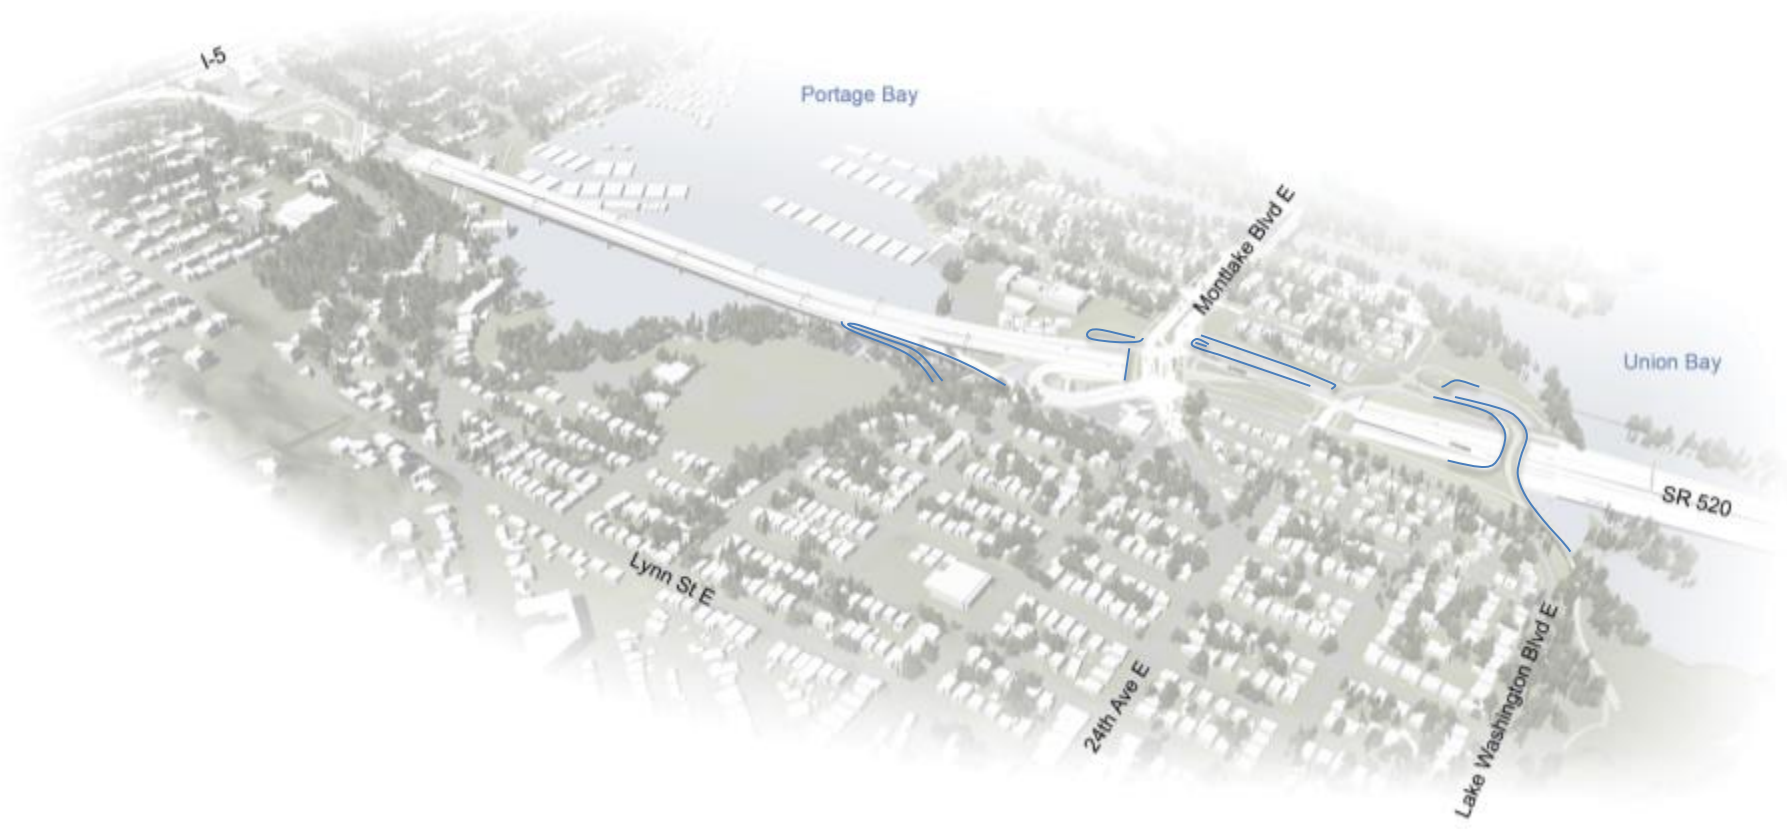 I-5
Portage Bay
Montlake Blvd E
Union Bay
SR 520
Lynn St E
24th Ave E
Lake Washington Blvd E